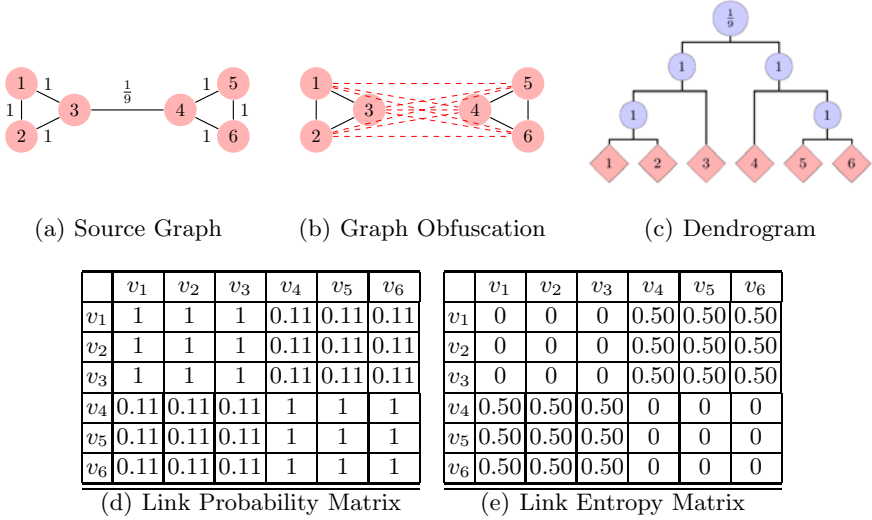 1 1 1/9 1 5
1 3 4 1
2 1 1 6
1 5
3 4
2 6
1/9
1 1
1 1
1 2 3 4 5 6
(a) Source Graph (b) Graph Obfuscation (c) Dendrogram
v1 v2 v3 v4 v5 v6
v1 1 1 1 0.11 0.11 0.11
v2 1 1 1 0.11 0.11 0.11
v3 1 1 1 0.11 0.11 0.11
v4 0.11 0.11 0.11 1 1 1
v5 0.11 0.11 0.11 1 1 1
v6 0.11 0.11 0.11 1 1 1
(d) Link Probability Matrix
v1 v2 v3 v4 v5 v6
v1 0 0 0 0.50 0.50 0.50
v2 0 0 0 0.50 0.50 0.50
v3 0 0 0 0.50 0.50 0.50
v4 0.50 0.50 0.50 0 0 0
v5 0.50 0.50 0.50 0 0 0
v6 0.50 0.50 0.50 0 0 0
(e) Link Entropy Matrix